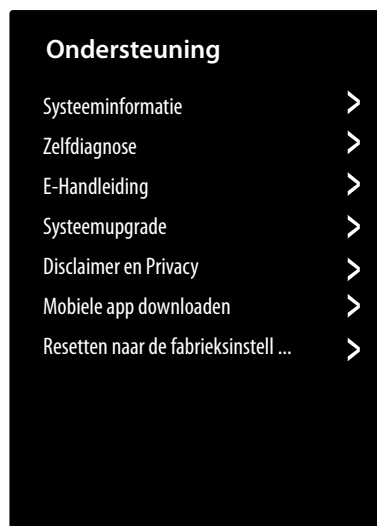 Ondersteuning
Systeeminformatie
Zelfdiagnose
E-Handleiding
Systeemupgrade
Disclaimer en Privacy
Mobiele app downloaden
Resetten naar de fabrieksinstell ...